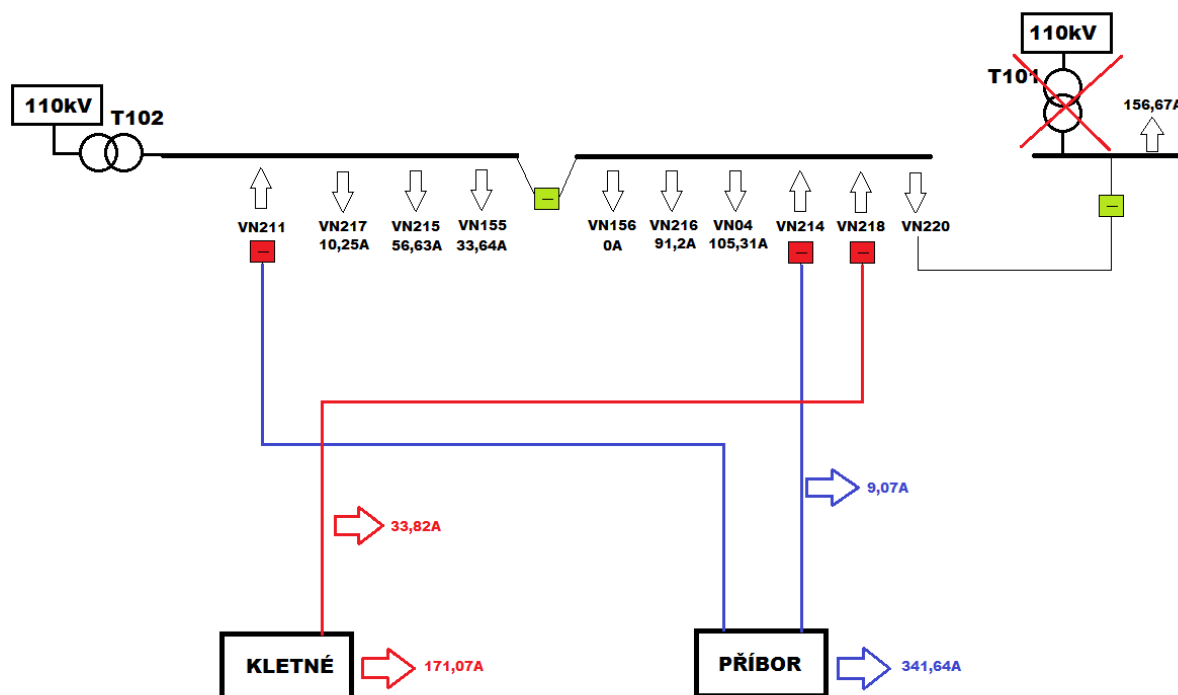 110kV
T101
156,67A
110kV
T102
VN211
VN217
10,25A
VN215
56,63A
VN155
33,64A
VN156
0A
VN216
91,2A
VN04
105,31A
VN214
VN218
VN220
9,07A
33,82A
KLETNÉ
171,07A
PŘÍBOR
341,64A